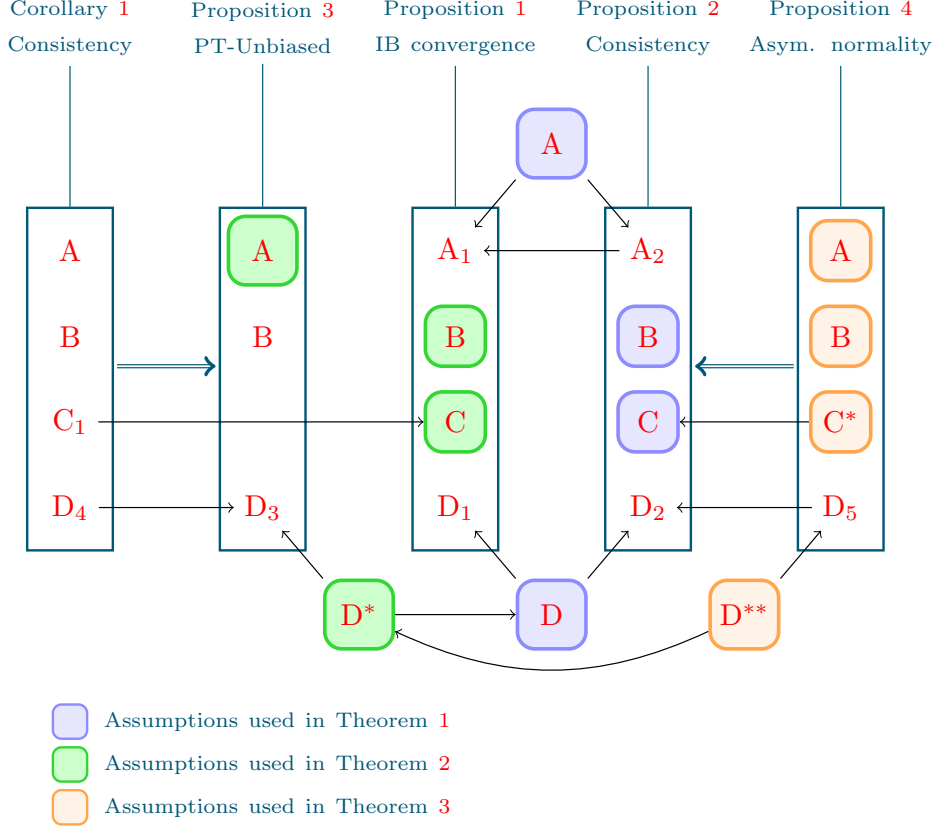 Corollary 1 Proposition 3 Proposition 1 Proposition 2 Proposition 4
Consistency PT-Unbiased IB convergence Consistency Asym. normality
A
A A A₁ A₂ A
B B B B B
C₁ C C C*
D₄ D₃ D₁ D₂ D₅
D* D D**
Assumptions used in Theorem 1
Assumptions used in Theorem 2
Assumptions used in Theorem 3